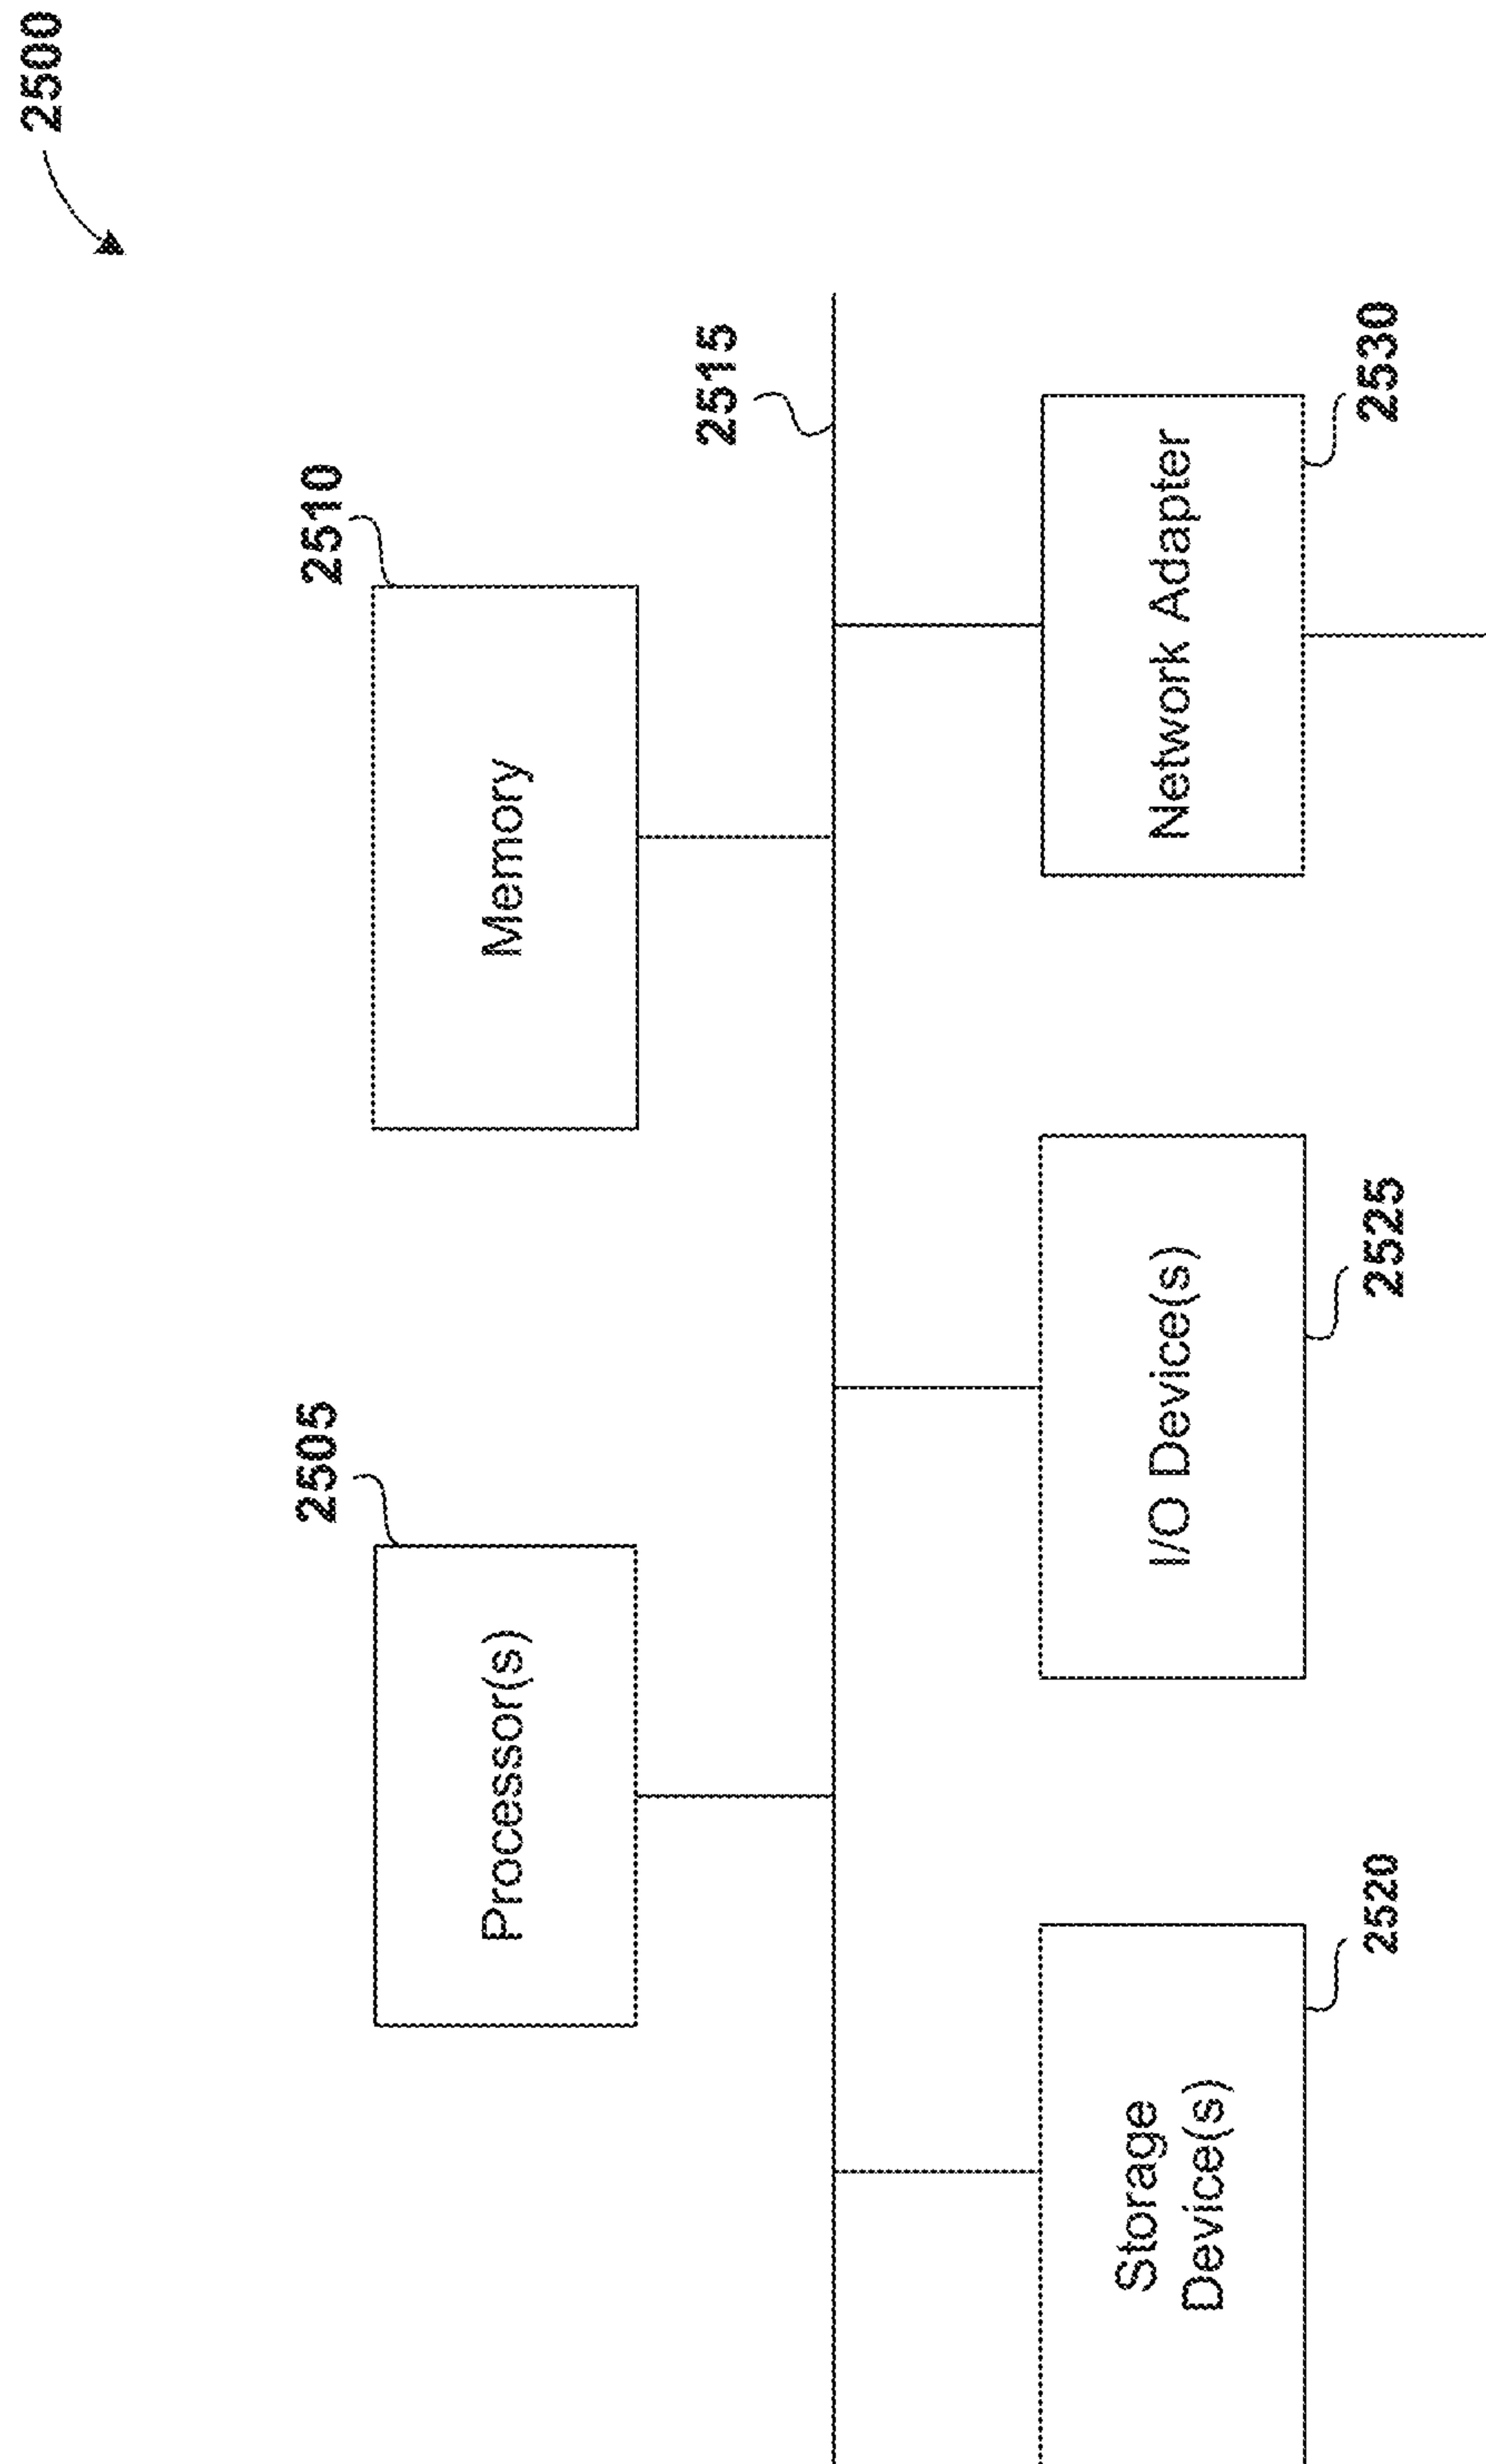 2500
2505
Processor(s)
2510
Memory
2515
Storage
Device(s)
2520
I/O Device(s)
2525
Network Adapter
2530